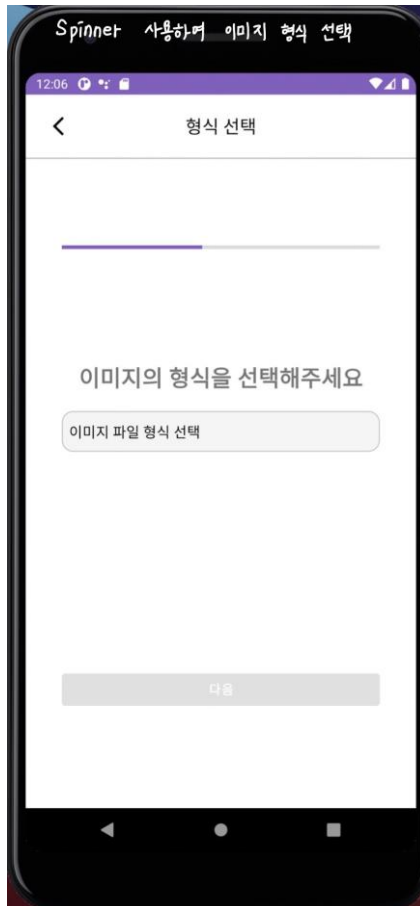 Spinner 사용하여 이미지 형식 선택
12:06
형식 선택
이미지의 형식을 선택해주세요
이미지 파일 형식 선택
다음